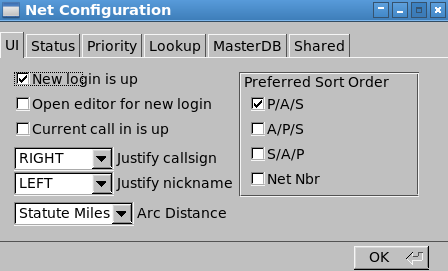 Net Configuration
UI Status Priority Lookup MasterDB Shared
New login is up
Open editor for new login
Current call in is up
RIGHT Justify callsign
LEFT Justify nickname
Statute Miles Arc Distance
Preferred Sort Order
P/A/S
A/P/S
S/A/P
Net Nbr
OK